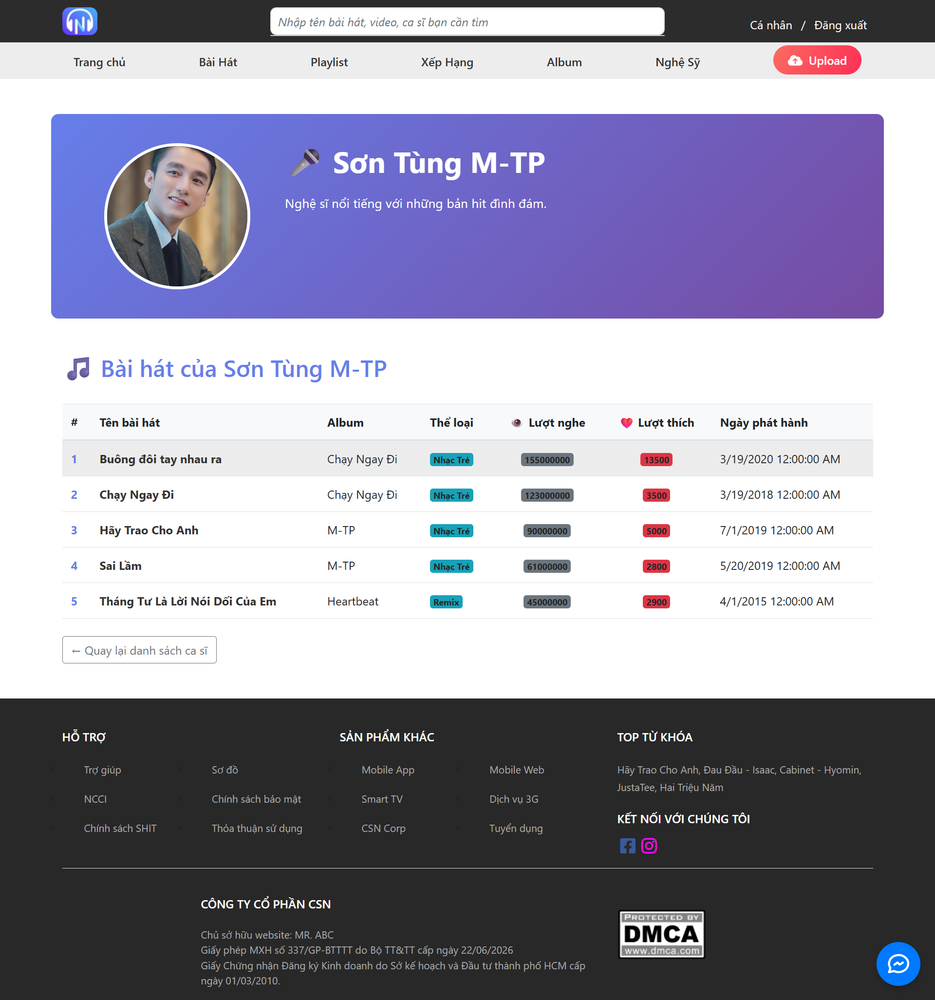 N
Nhập tên bài hát, video, ca sĩ bạn cần tìm
Cá nhân / Đăng xuất
Trang chủ Bài Hát Playlist Xếp Hạng Album Nghệ Sỹ Upload
Sơn Tùng M-TP
Nghệ sĩ nổi tiếng với những bản hit đình đám.
Bài hát của Sơn Tùng M-TP
# Tên bài hát Album Thể loại Lượt nghe Lượt thích Ngày phát hành
1 Buông đôi tay nhau ra Chạy Ngay Đi Nhạc Trẻ 155000000 13500 3/19/2020 12:00:00 AM
2 Chạy Ngay Đi Chạy Ngay Đi Nhạc Trẻ 123000000 3500 3/19/2018 12:00:00 AM
3 Hãy Trao Cho Anh M-TP Nhạc Trẻ 90000000 5000 7/1/2019 12:00:00 AM
4 Sai Lầm M-TP Nhạc Trẻ 61000000 2800 5/20/2019 12:00:00 AM
5 Tháng Tư Là Lời Nói Dối Của Em Heartbeat Remix 45000000 2900 4/1/2015 12:00:00 AM
← Quay lại danh sách ca sĩ
HỖ TRỢ
Trợ giúp Sơ đồ
NCCI Chính sách bảo mật
Chính sách SHIT Thỏa thuận sử dụng
SẢN PHẨM KHÁC
Mobile App Mobile Web
Smart TV Dịch vụ 3G
CSN Corp Tuyển dụng
TOP TỪ KHÓA
Hãy Trao Cho Anh, Đau Đầu - Isaac, Cabinet - Hyomin,
JustaTee, Hai Triệu Năm
KẾT NỐI VỚI CHÚNG TÔI
CÔNG TY CỔ PHẦN CSN
Chủ sở hữu website: MR. ABC
Giấy phép MXH số 337/GP-BTTTT do Bộ TT&TT cấp ngày 22/06/2026
Giấy Chứng nhận Đăng ký Kinh doanh do Sở kế hoạch và Đầu tư thành phố HCM cấp
ngày 01/03/2010.
PROTECTED BY
DMCA
www.dmca.com